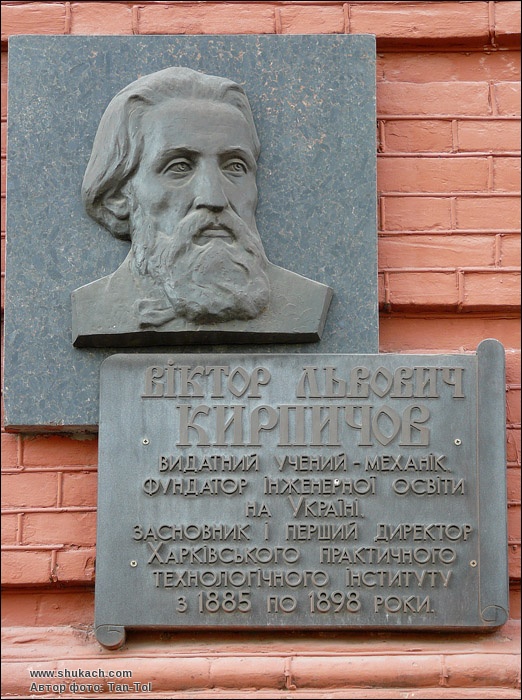 ВІКТОР ЛЬВОВИЧ
КИРПИЧОВ
ВИДАТНИЙ УЧЕНИЙ - МЕХАНІК.
ФУНДАТОР ІНЖЕНЕРНОЇ ОСВІТИ
НА УКРАЇНІ.
ЗАСНОВНИК І ПЕРШИЙ ДИРЕКТОР
ХАРКІВСЬКОГО ПРАКТИЧНОГО
ТЕХНОЛОГІЧНОГО ІНСТИТУТУ
З 1885 ПО 1898 РОКИ.
www.shukach.com
Автор фото: Tan-Tol